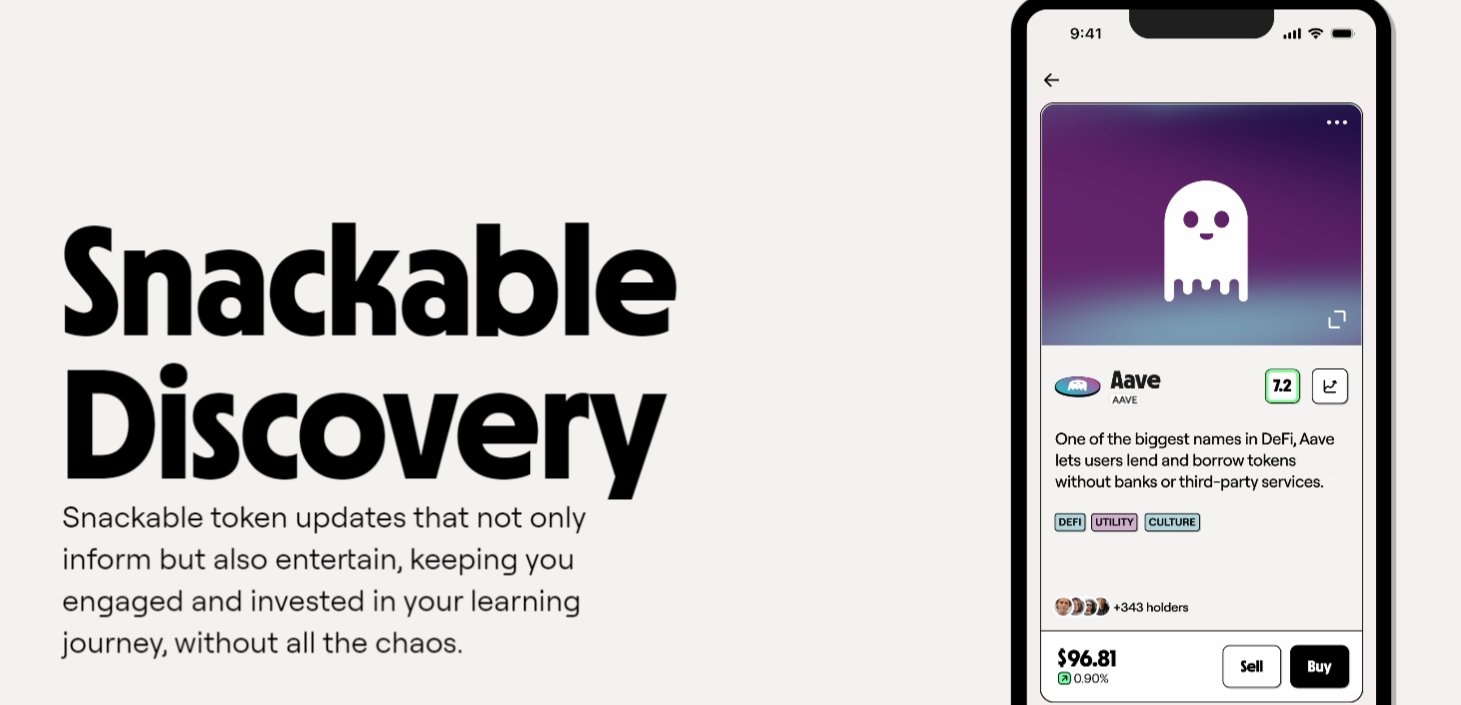 Snackable
Discovery
Snackable token updates that not only
inform but also entertain, keeping you
engaged and invested in your learning
journey, without all the chaos.
9:41
Aave
AAVE
7.2
One of the biggest names in DeFi, Aave
lets users lend and borrow tokens
without banks or third-party services.
DEFI UTILITY CULTURE
+343 holders
$96.81
0.90%
Sell Buy